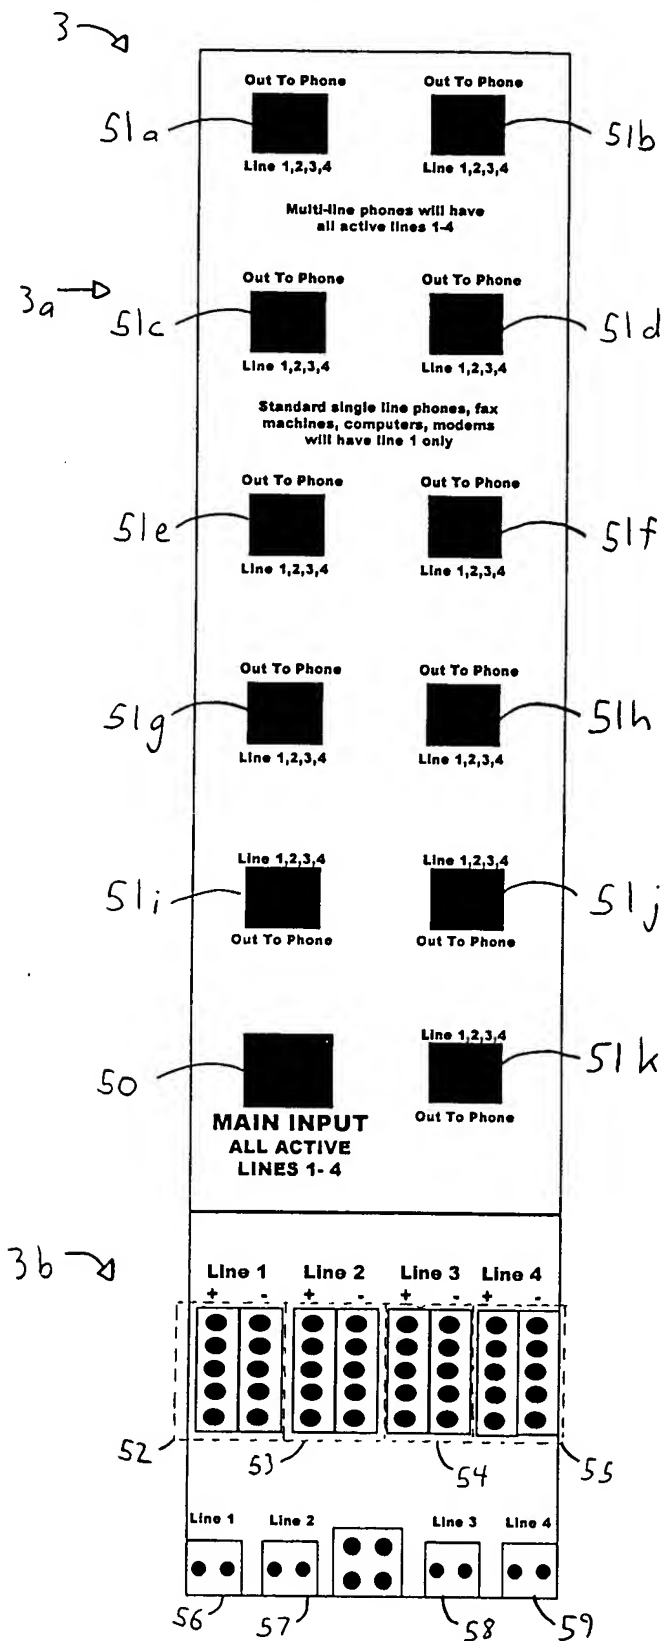 3
Out To Phone Out To Phone
51a 51b
Line 1,2,3,4 Line 1,2,3,4
Multi-line phones will have
all active lines 1-4
3a
Out To Phone Out To Phone
51c 51d
Line 1,2,3,4 Line 1,2,3,4
Standard single line phones, fax
machines, computers, modems
will have line 1 only
Out To Phone Out To Phone
51e 51f
Line 1,2,3,4 Line 1,2,3,4
Out To Phone Out To Phone
51g 51h
Line 1,2,3,4 Line 1,2,3,4
Line 1,2,3,4 Line 1,2,3,4
51i 51j
Out To Phone Out To Phone
Line 1,2,3,4
50 51k
MAIN INPUT Out To Phone
ALL ACTIVE
LINES 1- 4
3b
Line 1 Line 2 Line 3 Line 4
+ - + - + - + -
52 53 54 55
Line 1 Line 2 Line 3 Line 4
56 57 58 59